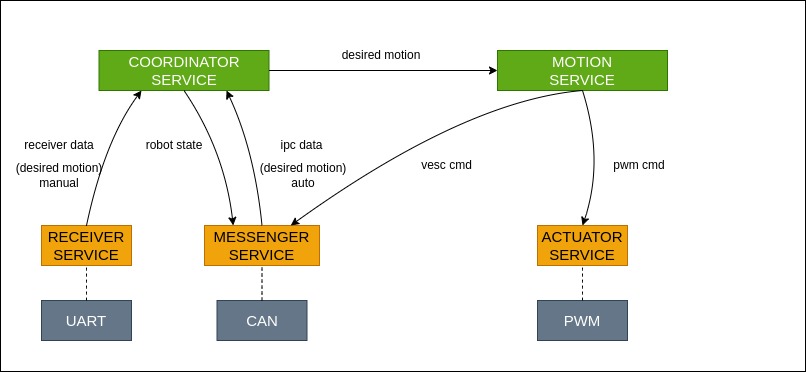 desired motion
COORDINATOR
SERVICE
MOTION
SERVICE
receiver data
(desired motion)
manual
robot state
ipc data
(desired motion)
auto
vesc cmd
pwm cmd
RECEIVER
SERVICE
MESSENGER
SERVICE
ACTUATOR
SERVICE
UART
CAN
PWM